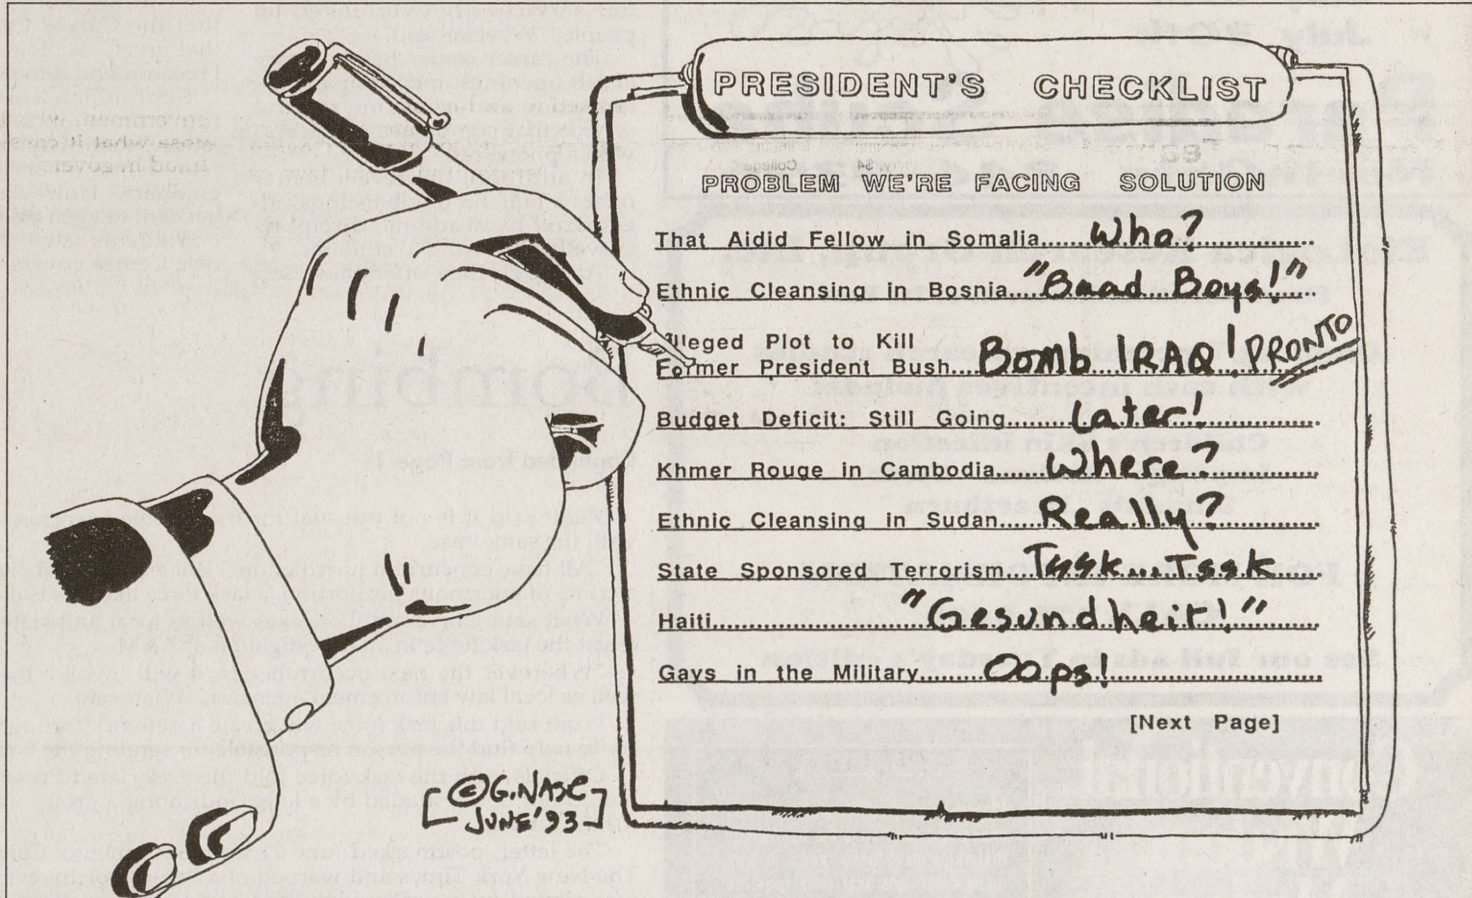 PRESIDENT'S CHECKLIST
PROBLEM WE'RE FACING SOLUTION
That Aidid Fellow in Somalia..... Who? ..........
Ethnic Cleansing in Bosnia.... "Baad Boys!" ....
lleged Plot to Kill
Former President Bush.... Bomb IRAQ! PRONTO
Budget Deficit: Still Going....... Later! ..........
Khmer Rouge in Cambodia...... Where? ..........
Ethnic Cleansing in Sudan..... Really? ..........
State Sponsored Terrorism... Tssk...Tssk ....
Haiti.................. "Gesundheit!" ......
Gays in the Military....... Oops! ..................
[Next Page]
©G.NASE
JUNE'93